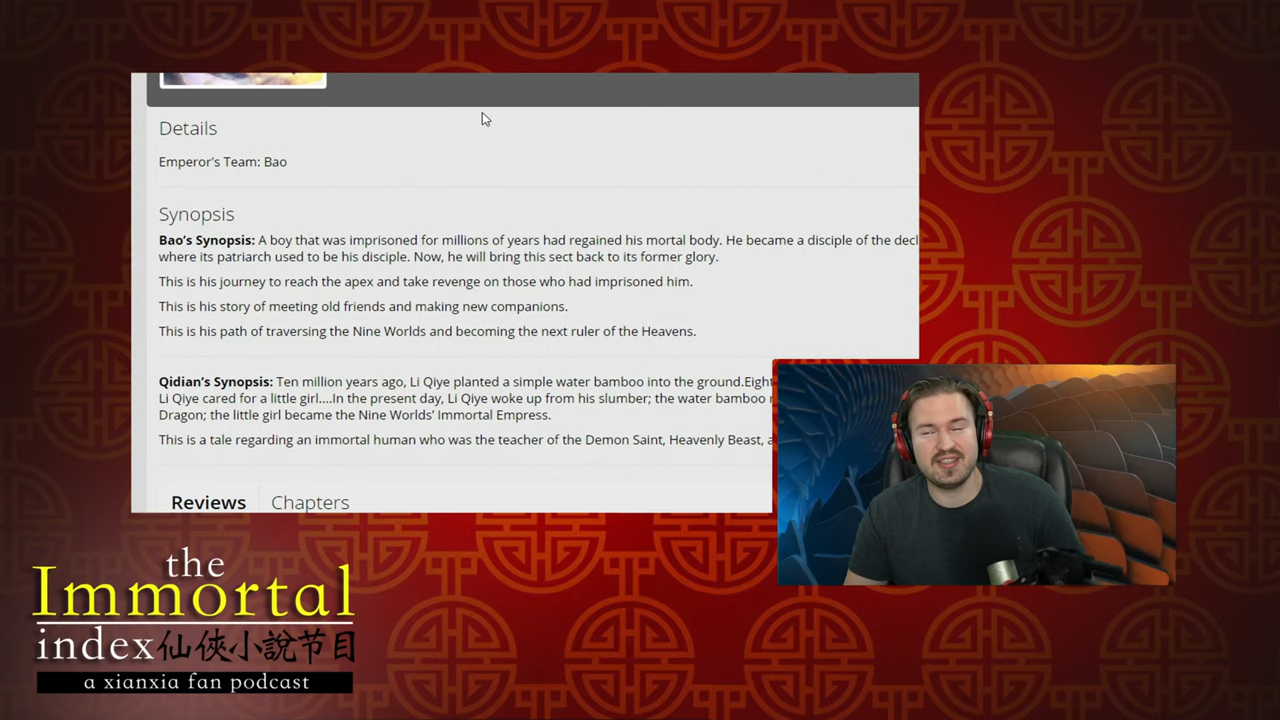 Details
Emperor's Team: Bao
Synopsis
Bao's Synopsis: A boy that was imprisoned for millions of years had regained his mortal body. He became a disciple of the
where its patriarch used to be his disciple. Now, he will bring this sect back to its former glory.
This is his journey to reach the apex and take revenge on those who had imprisoned him.
This is his story of meeting old friends and making new companions.
This is his path of traversing the Nine Worlds and becoming the next ruler of the Heavens.
Qidian's Synopsis: Ten million years ago, Li Qiye planted a simple water bamboo into the ground.Eight
Li Qiye cared for a little girl....In the present day, Li Qiye woke up from his slumber; the water bamboo
Dragon; the little girl became the Nine Worlds' Immortal Empress.
This is a tale regarding an immortal human who was the teacher of the Demon Saint, Heavenly Beast,
Reviews Chapters
the
Immortal
index仙俠小說节目
a xianxia fan podcast